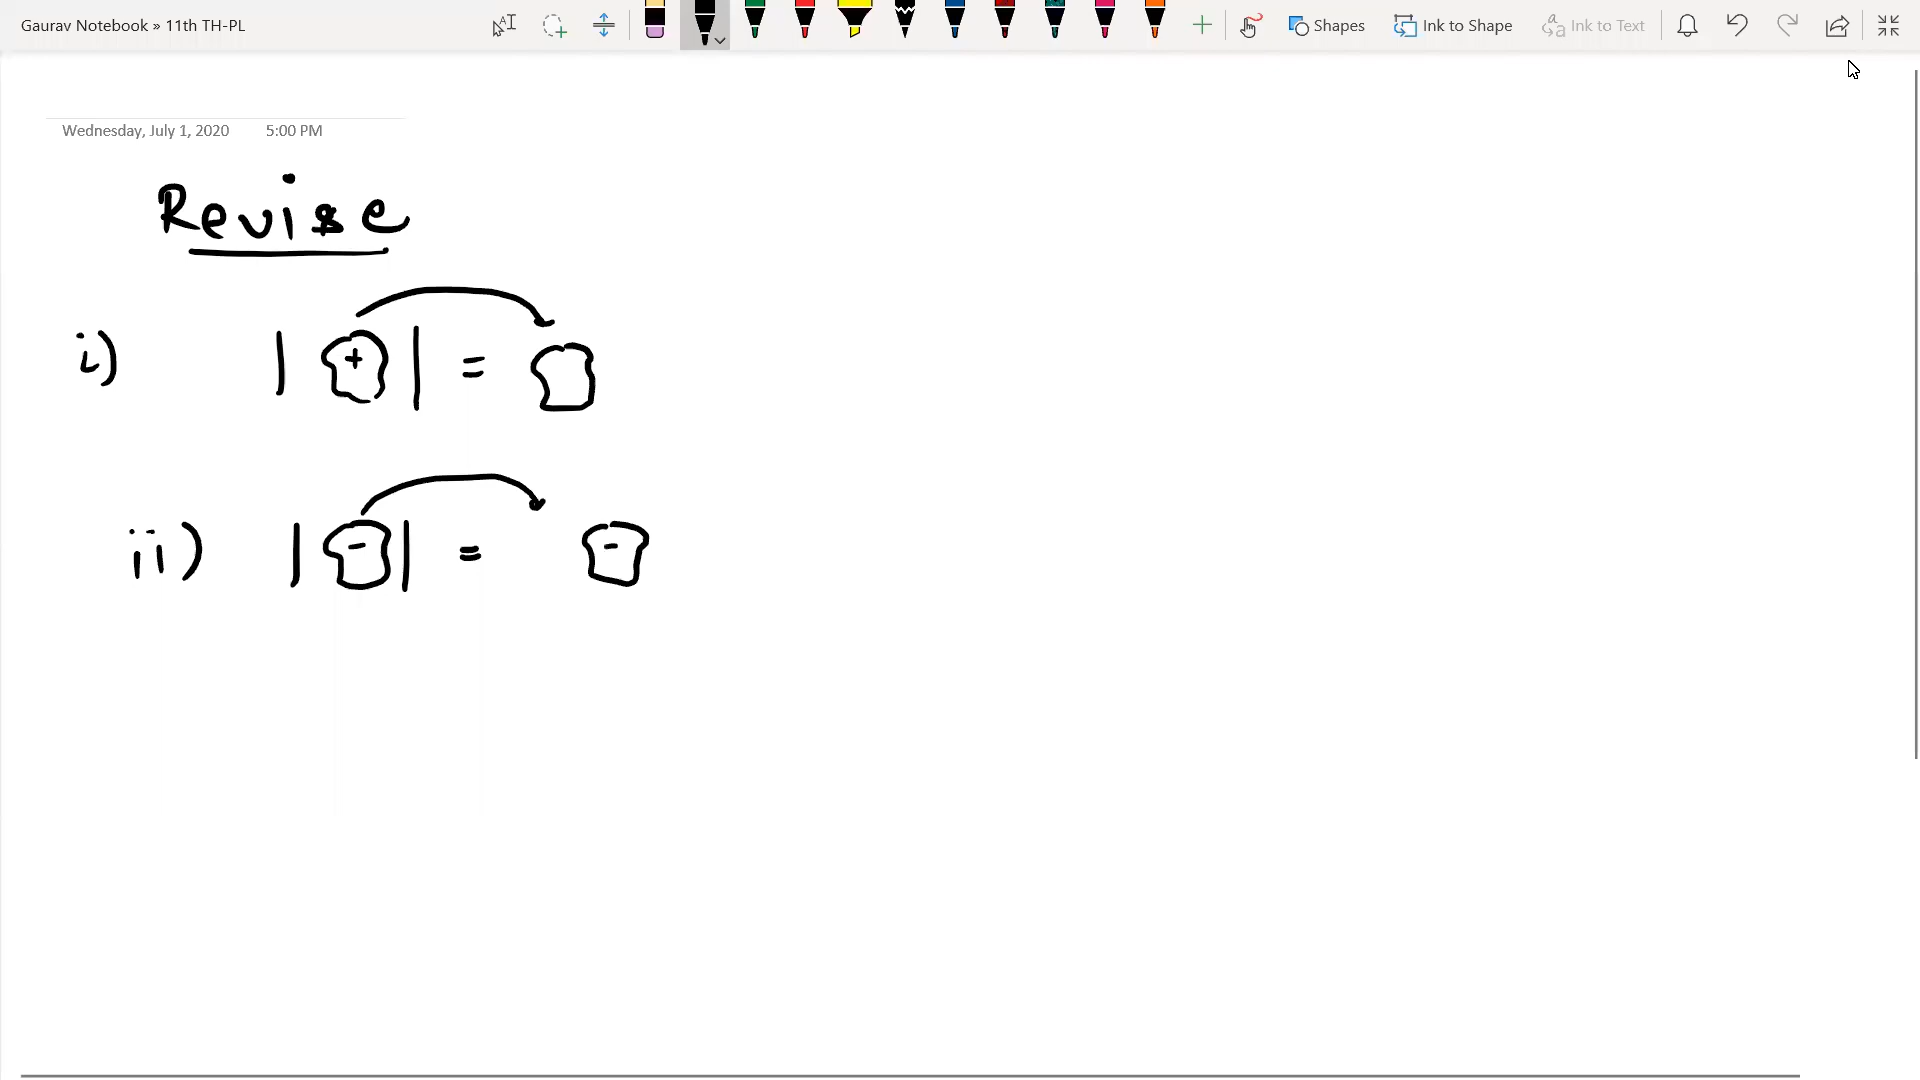 Gaurav Notebook » 11th TH-PL
Shapes Ink to Shape Ink to Text
Wednesday, July 1, 2020 5:00 PM
Revise
i) | + | =
ii) | - | = -